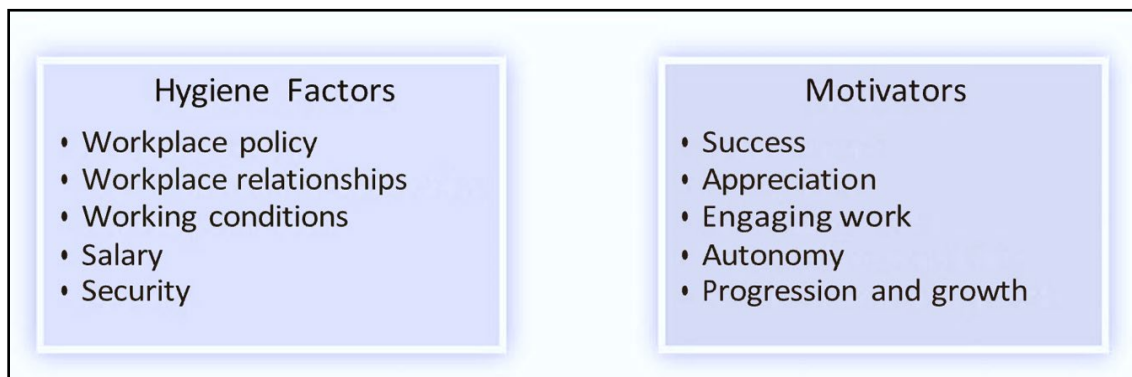 Hygiene Factors
• Workplace policy
• Workplace relationships
• Working conditions
• Salary
• Security
Motivators
• Success
• Appreciation
• Engaging work
• Autonomy
• Progression and growth